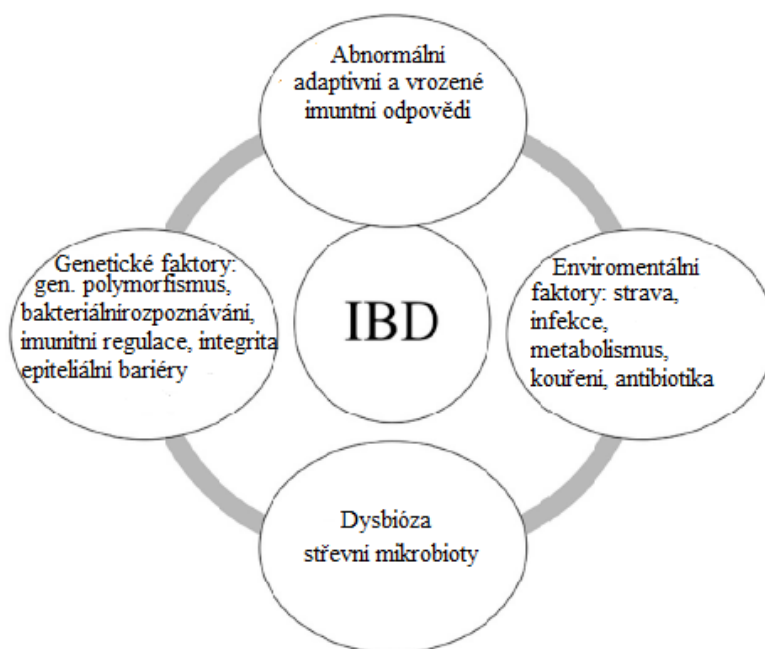 Abnormální
adaptivní a vrozené
imuntní odpovědi
Genetické faktory:
gen. polymorfismus,
bakteriálnirozpoznáváni,
imunitní regulace, integrita
epiteliální bariéry
IBD
Enviromentální
faktory: strava,
infekce,
metabolismus,
kouření, antibiotika
Dysbióza
střevní mikrobioty